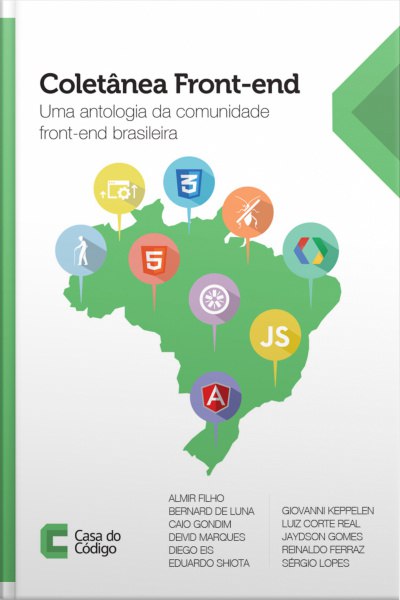 Coletânea Front-end
Uma antologia da comunidade
front-end brasileira
3
5
JS
A
ALMIR FILHO
BERNARD DE LUNA
CAIO GONDIM
DEIVID MARQUES
DIEGO EIS
EDUARDO SHIOTA
GIOVANNI KEPPELEN
LUIZ CORTE REAL
JAYDSON GOMES
REINALDO FERRAZ
SÉRGIO LOPES
Casa do
Código